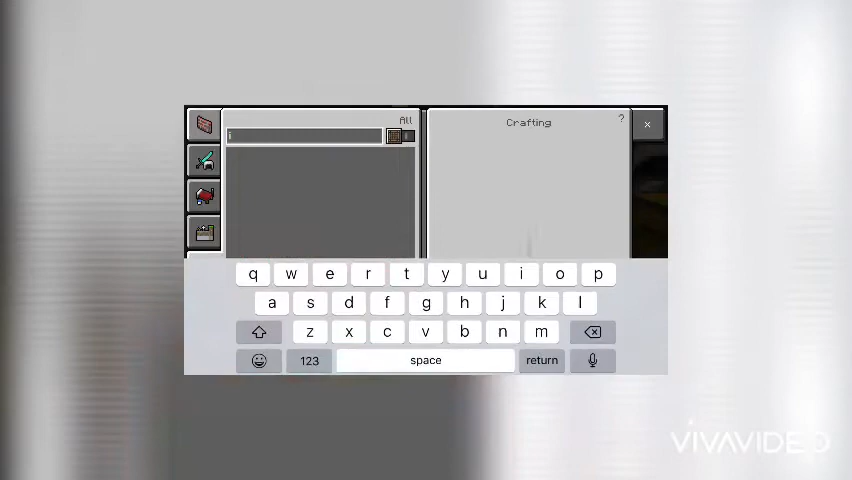 All
i
Crafting
?
x
q w e r t y u i o p
a s d f g h j k l
z x c v b n m
123 space return
VIVAVIDEO